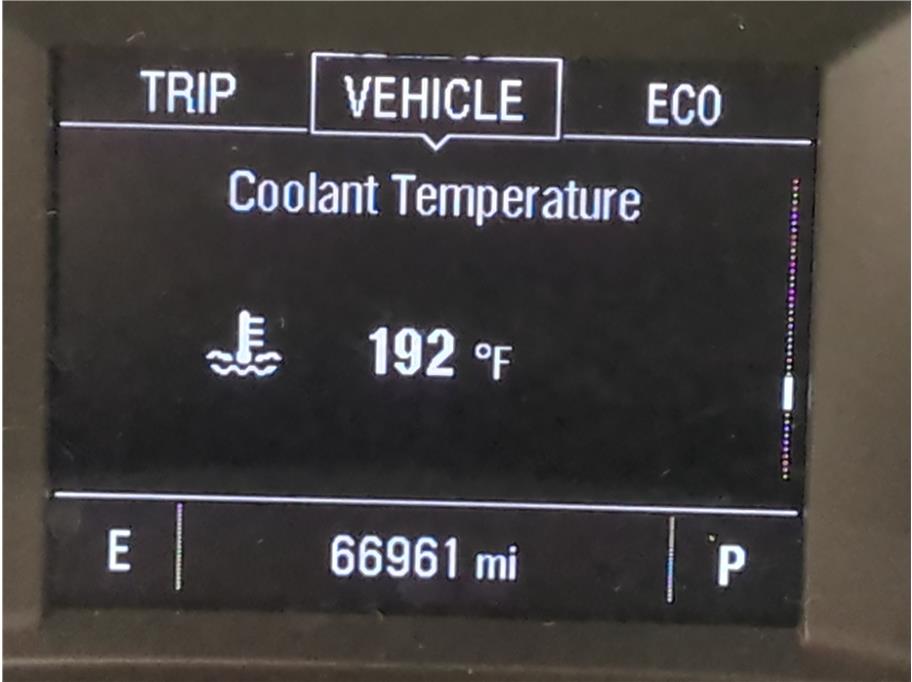 TRIP VEHICLE ECO
Coolant Temperature
192 °F
E 66961 mi P